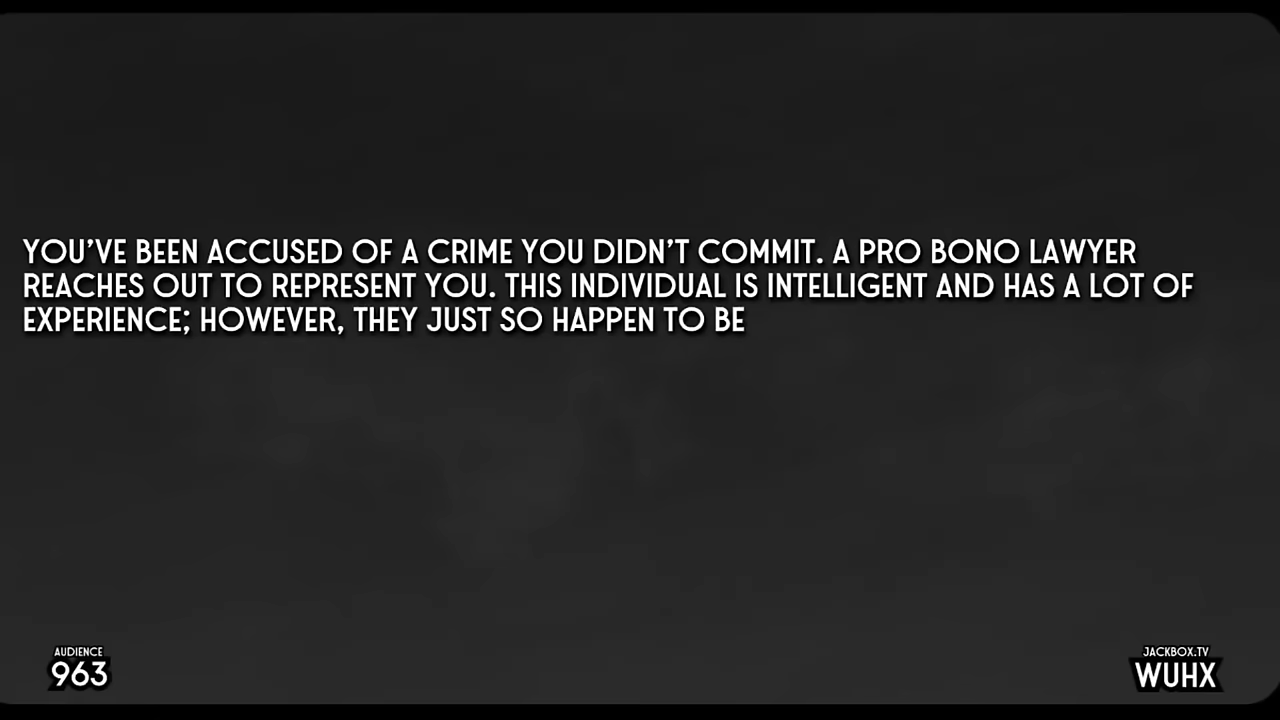 YOU'VE BEEN ACCUSED OF A CRIME YOU DIDN'T COMMIT. A PRO BONO LAWYER
REACHES OUT TO REPRESENT YOU. THIS INDIVIDUAL IS INTELLIGENT AND HAS A LOT OF
EXPERIENCE; HOWEVER, THEY JUST SO HAPPEN TO BE
AUDIENCE
963
JACKBOX.TV
WUHX